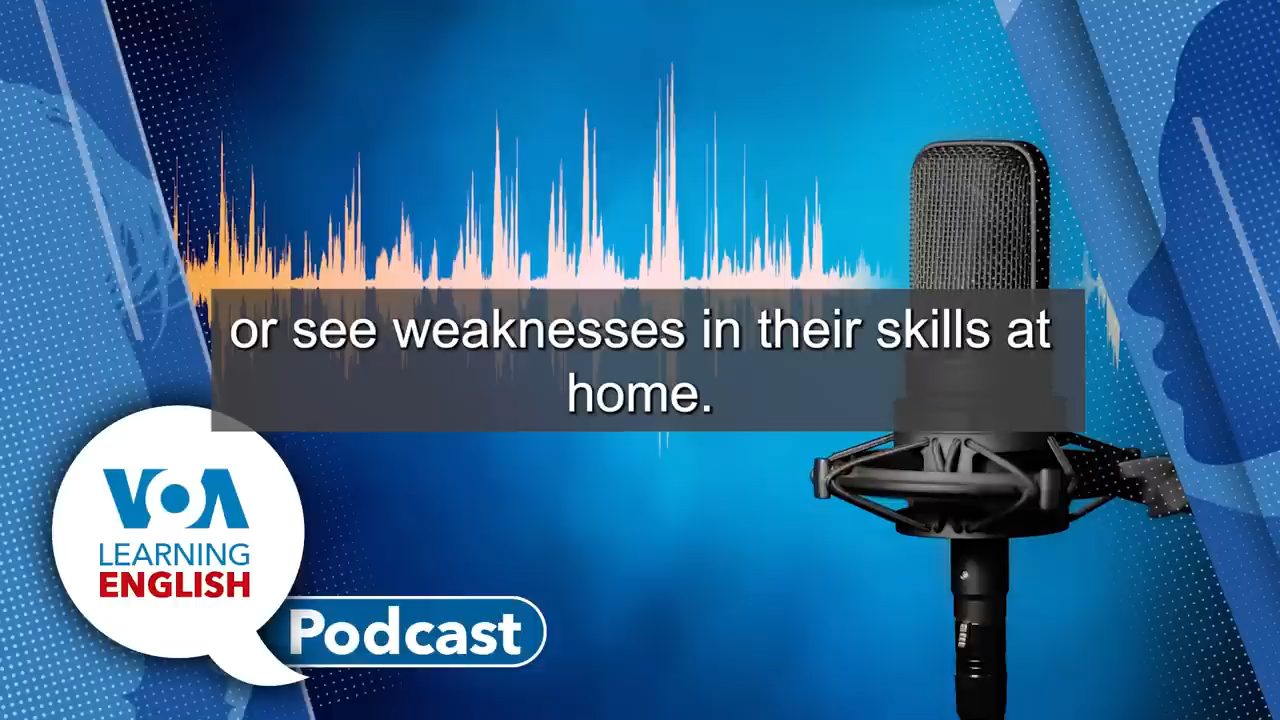 or see weaknesses in their skills at
home.
VOA
LEARNING
ENGLISH
Podcast